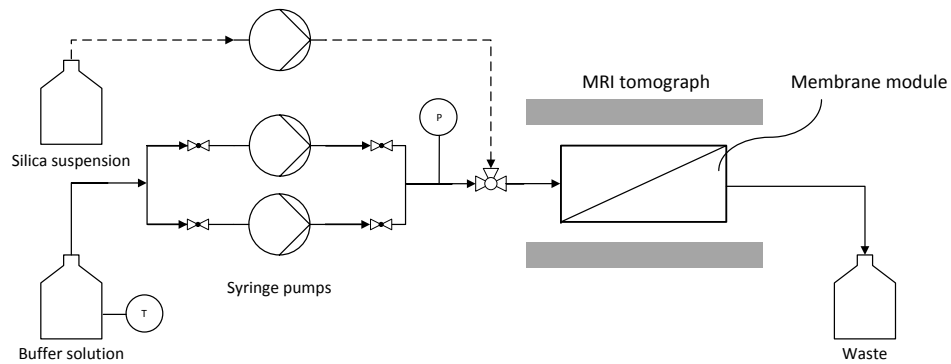 MRI tomograph
Membrane module
P
Silica suspension
Syringe pumps
T
Buffer solution
Waste